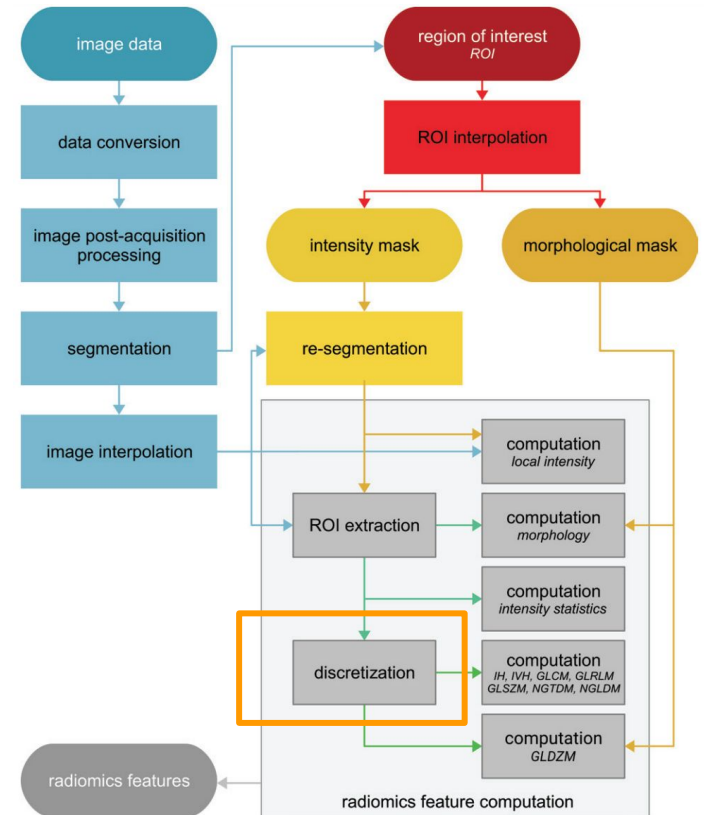 image data
data conversion
image post-acquisition
processing
segmentation
image interpolation
region of interest
ROI
ROI interpolation
intensity mask
morphological mask
re-segmentation
computation
local intensity
ROI extraction
computation
morphology
computation
intensity statistics
discretization
computation
IH, IVH, GLCM, GLRLM
GLSZM, NGTDM, NGLDM
computation
GLDZM
radiomics features
radiomics feature computation